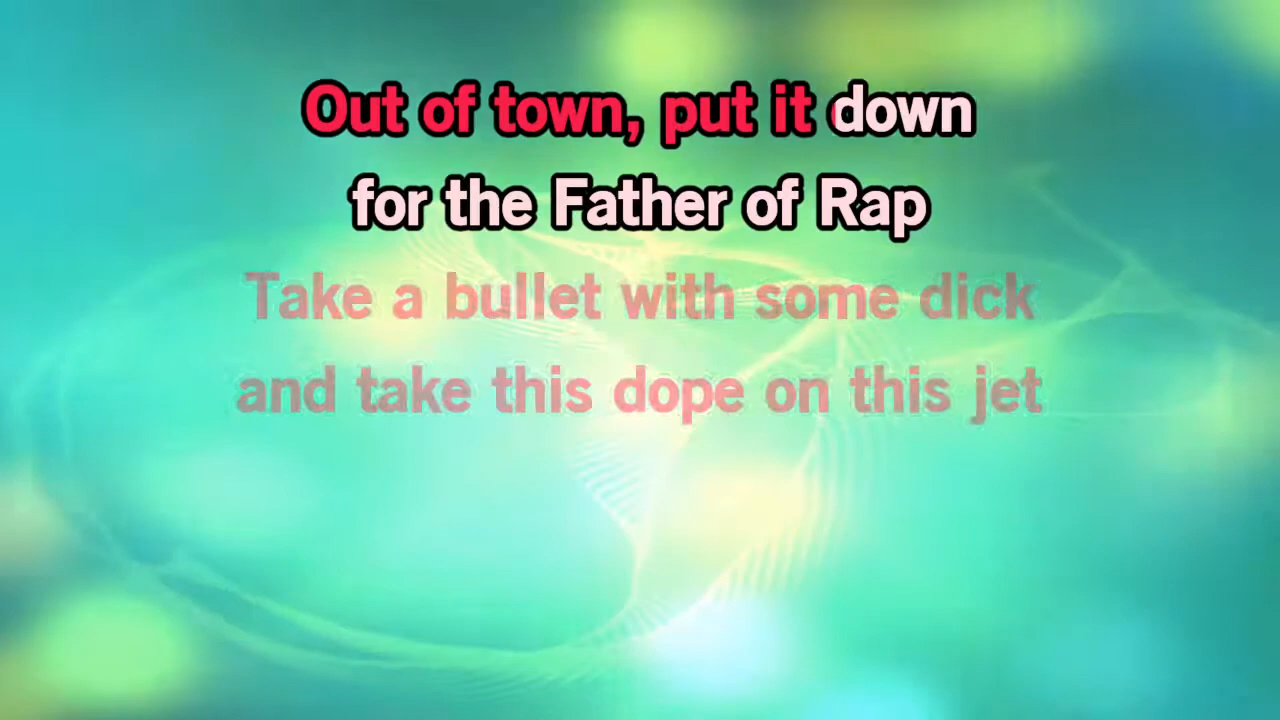 Out of town, put it down
for the Father of Rap
Take a bullet with some dick
and take this dope on this jet